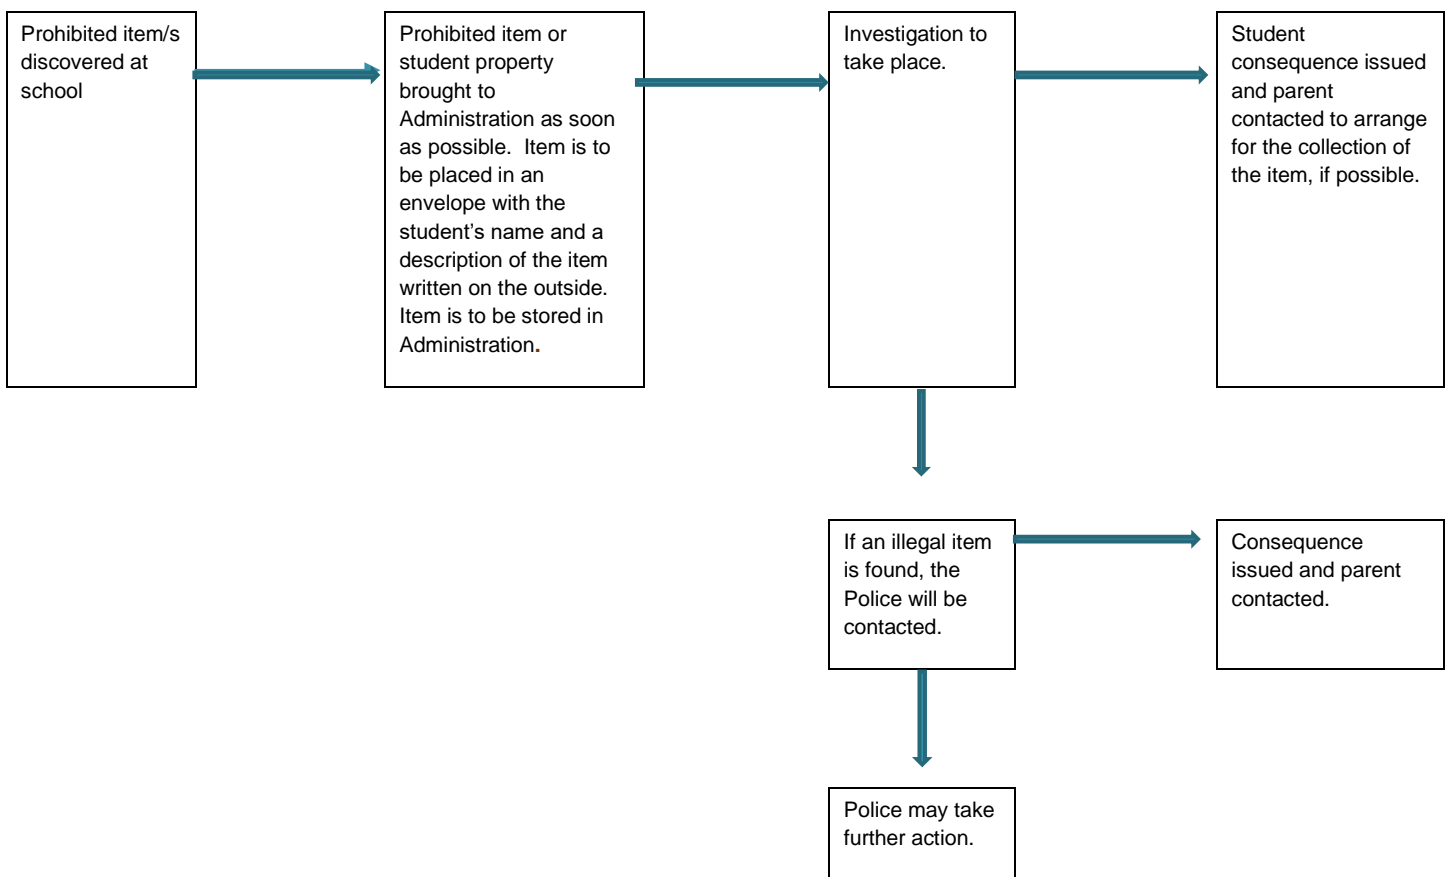 Prohibited item/s
discovered at
school
Prohibited item or
student property
brought to
Administration as soon
as possible.  Item is to
be placed in an
envelope with the
student’s name and a
description of the item
written on the outside.
Item is to be stored in
Administration.
Investigation to
take place.
Student
consequence issued
and parent
contacted to arrange
for the collection of
the item, if possible.
If an illegal item
is found, the
Police will be
contacted.
Consequence
issued and parent
contacted.
Police may take
further action.